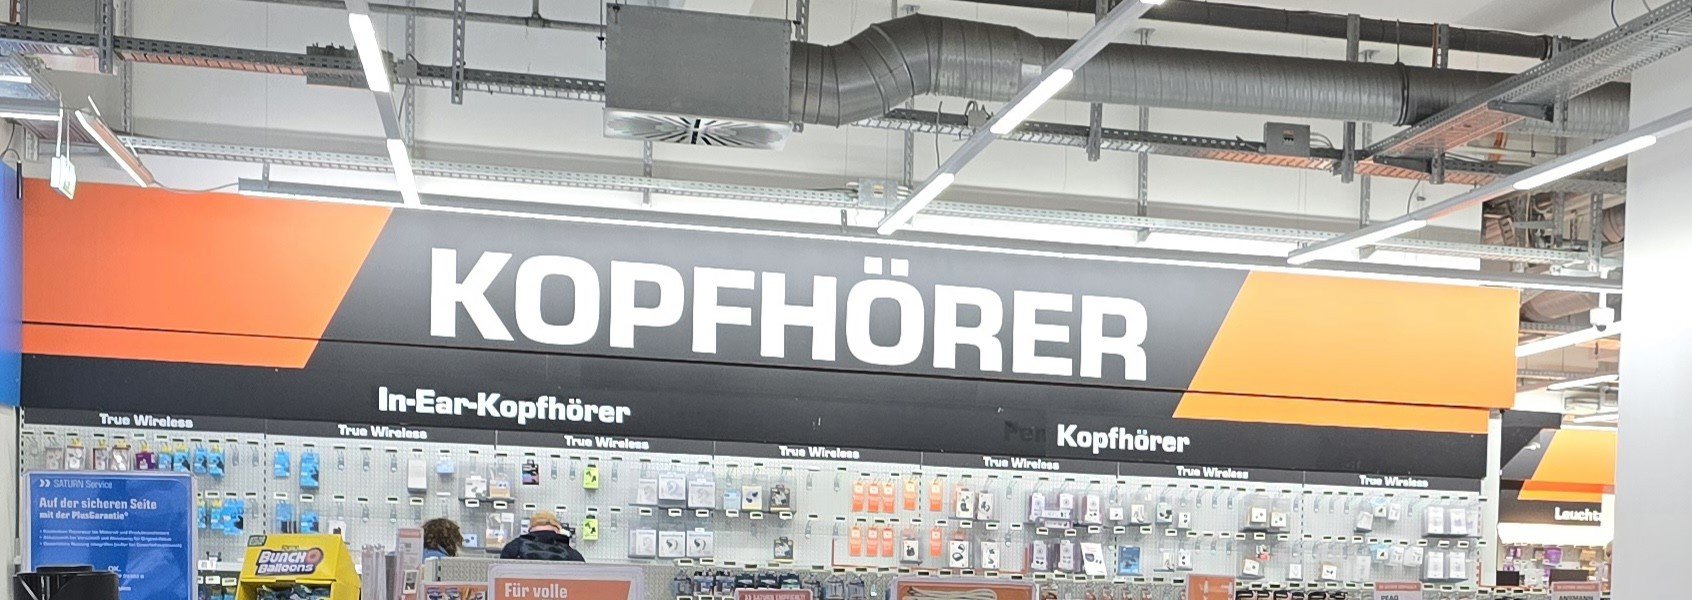 KOPFHÖRER
In-Ear-Kopfhörer
Kopfhörer
True Wireless
True Wireless
True Wireless
True Wireless
True Wireless
True Wireless
True Wireless
SATURN Service
Auf der sicheren Seite
mit der PlusGarantie
BUNCH
O
BALLOONS
Für volle